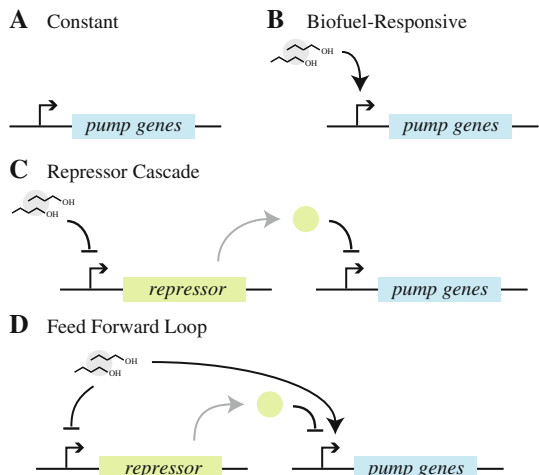 A Constant
B Biofuel-Responsive
OH
OH
pump genes
pump genes
C Repressor Cascade
OH
OH
repressor
pump genes
D Feed Forward Loop
OH
OH
repressor
pump genes